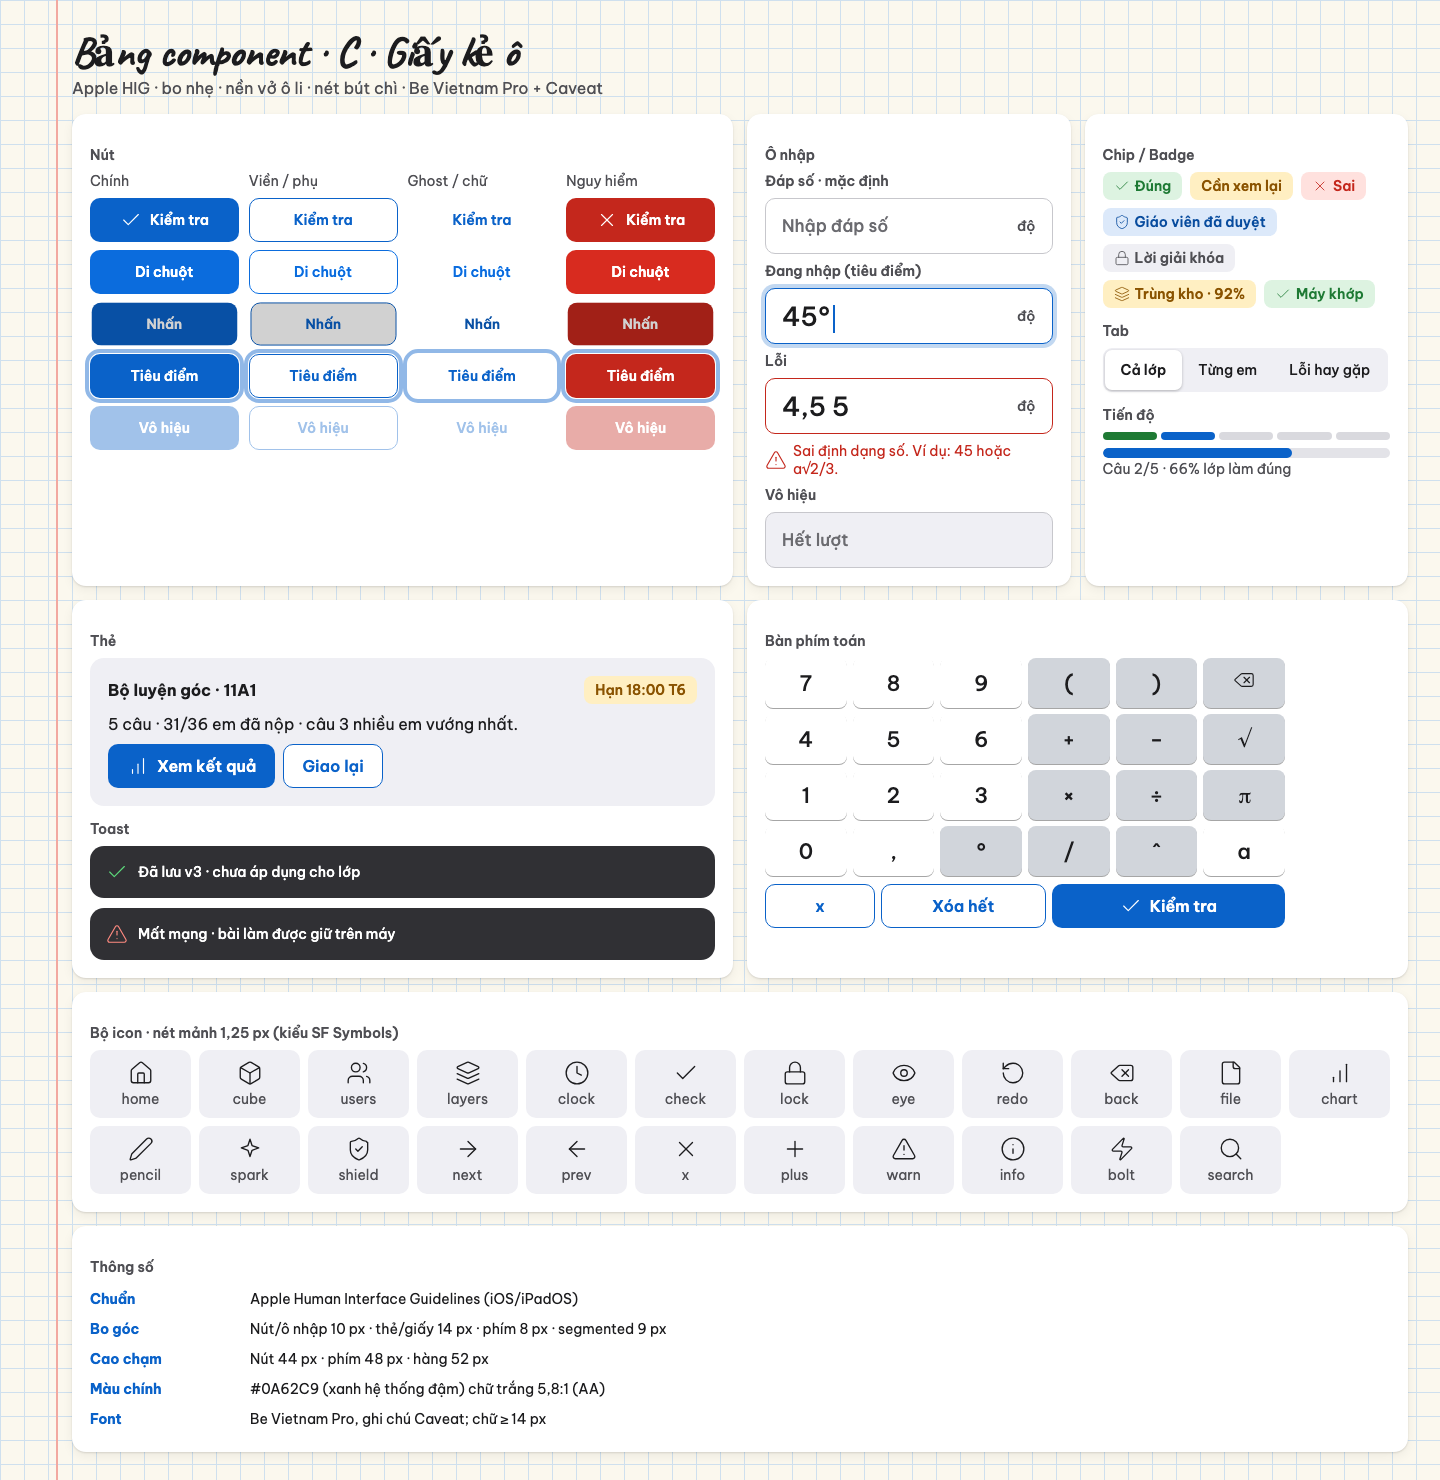 Bảng component · C · Giấy kẻ ô
Apple HIG · bo nhẹ · nền vở ô li · nét bút chì · Be Vietnam Pro + Caveat
Nút
Chính
Viền / phụ
Ghost / chữ
Nguy hiểm
Kiểm tra
Kiểm tra
Kiểm tra
Kiểm tra
Di chuột
Di chuột
Di chuột
Di chuột
Nhấn
Nhấn
Nhấn
Nhấn
Tiêu điểm
Tiêu điểm
Tiêu điểm
Tiêu điểm
Vô hiệu
Vô hiệu
Vô hiệu
Vô hiệu
Ô nhập
Đáp số · mặc định
Nhập đáp số
độ
Đang nhập (tiêu điểm)
45°
độ
Lỗi
4,5 5
độ
Sai định dạng số. Ví dụ: 45 hoặc
a√2/3.
Vô hiệu
Hết lượt
Chip / Badge
Đúng
Cần xem lại
Sai
Giáo viên đã duyệt
Lời giải khóa
Trùng kho · 92%
Máy khớp
Tab
Cả lớp
Từng em
Lỗi hay gặp
Tiến độ
Câu 2/5 · 66% lớp làm đúng
Thẻ
Bộ luyện góc · 11A1
Hạn 18:00 T6
5 câu · 31/36 em đã nộp · câu 3 nhiều em vướng nhất.
Xem kết quả
Giao lại
Toast
Đã lưu v3 · chưa áp dụng cho lớp
Mất mạng · bài làm được giữ trên máy
Bàn phím toán
7 8 9 ( )
4 5 6 + − √
1 2 3 × ÷ π
0 , ° / ^ a
x
Xóa hết
Kiểm tra
Bộ icon · nét mảnh 1,25 px (kiểu SF Symbols)
home
cube
users
layers
clock
check
lock
eye
redo
back
file
chart
pencil
spark
shield
next
prev
x
plus
warn
info
bolt
search
Thông số
Chuẩn
Apple Human Interface Guidelines (iOS/iPadOS)
Bo góc
Nút/ô nhập 10 px · thẻ/giấy 14 px · phím 8 px · segmented 9 px
Cao chạm
Nút 44 px · phím 48 px · hàng 52 px
Màu chính
#0A62C9 (xanh hệ thống đậm) chữ trắng 5,8:1 (AA)
Font
Be Vietnam Pro, ghi chú Caveat; chữ ≥ 14 px